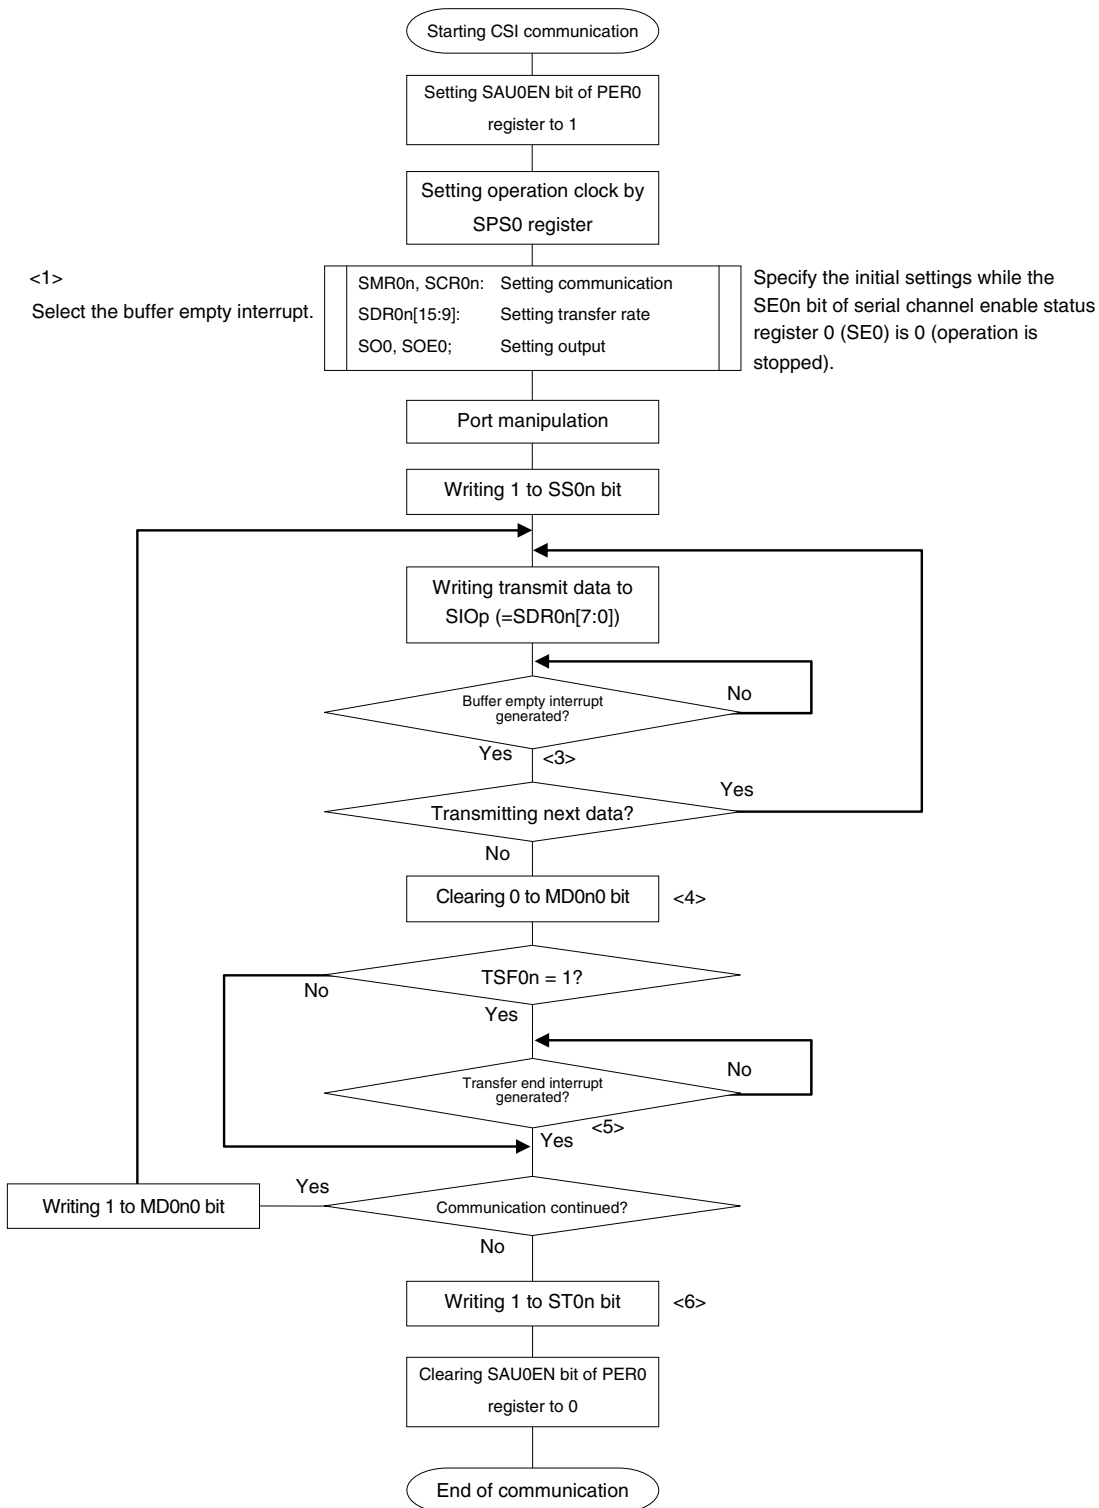 Starting CSI communication
Setting SAU0EN bit of PER0
register to 1
Setting operation clock by
SPS0 register
<1>
Select the buffer empty interrupt.
SMR0n, SCR0n: Setting communication
SDR0n[15:9]: Setting transfer rate
SO0, SOE0; Setting output
Specify the initial settings while the
SE0n bit of serial channel enable status
register 0 (SE0) is 0 (operation is
stopped).
Port manipulation
Writing 1 to SS0n bit
Writing transmit data to
SIOp (=SDR0n[7:0])
Buffer empty interrupt
generated?
No
Yes
<3>
Transmitting next data?
Yes
No
Clearing 0 to MD0n0 bit
<4>
TSF0n = 1?
No
Yes
Transfer end interrupt
generated?
No
Yes
<5>
Communication continued?
Yes
Writing 1 to MD0n0 bit
No
Writing 1 to ST0n bit
<6>
Clearing SAU0EN bit of PER0
register to 0
End of communication